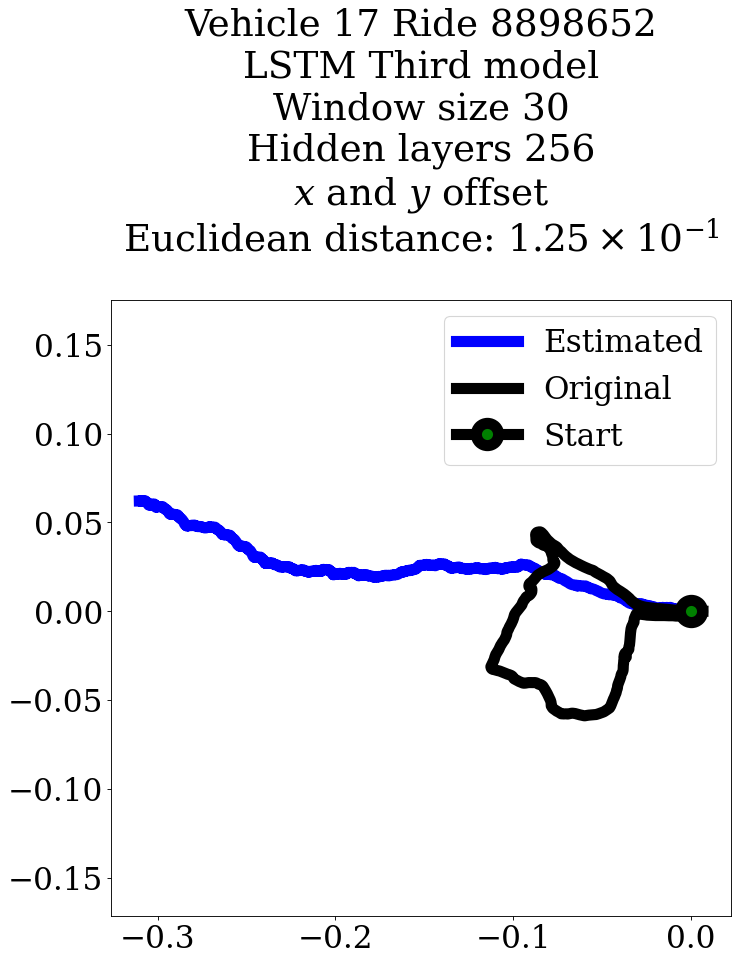 Vehicle 17 Ride 8898652
LSTM Third model
Window size 30
Hidden layers 256
x and y offset
Euclidean distance: 1.25 × 10⁻¹
Estimated
Original
Start
0.15
0.10
0.05
0.00
−0.05
−0.10
−0.15
−0.3 −0.2 −0.1 0.0